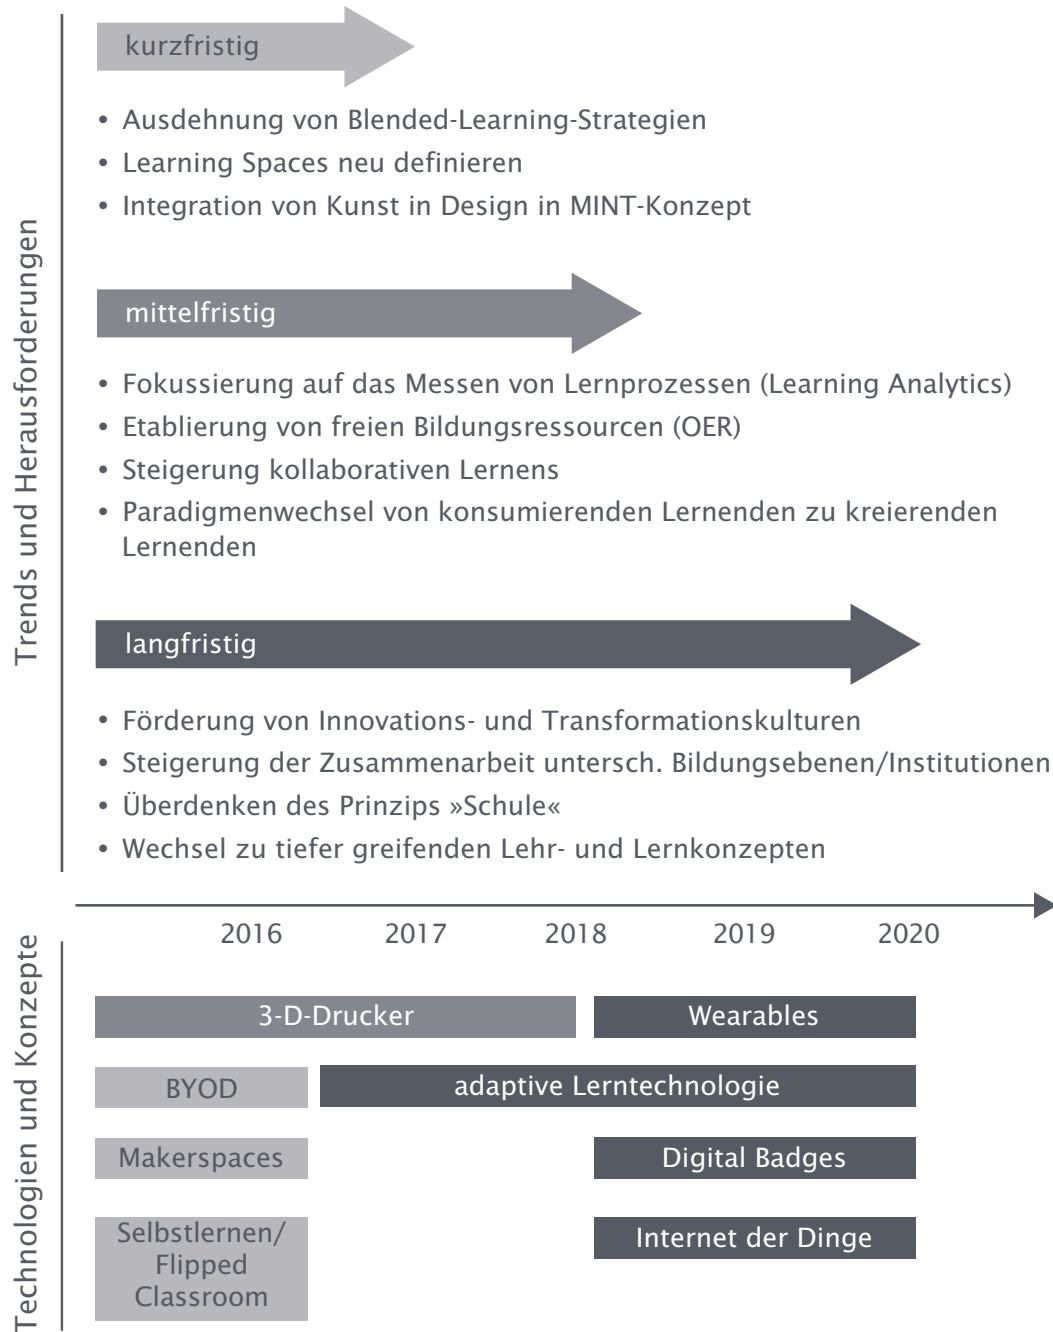 Trends und Herausforderungen
kurzfristig
• Ausdehnung von Blended-Learning-Strategien
• Learning Spaces neu definieren
• Integration von Kunst in Design in MINT-Konzept
mittelfristig
• Fokussierung auf das Messen von Lernprozessen (Learning Analytics)
• Etablierung von freien Bildungsressourcen (OER)
• Steigerung kollaborativen Lernens
• Paradigmenwechsel von konsumierenden Lernenden zu kreierenden
Lernenden
langfristig
• Förderung von Innovations- und Transformationskulturen
• Steigerung der Zusammenarbeit untersch. Bildungsebenen/Institutionen
• Überdenken des Prinzips »Schule«
• Wechsel zu tiefer greifenden Lehr- und Lernkonzepten
2016 2017 2018 2019 2020
Technologien und Konzepte
3-D-Drucker Wearables
BYOD adaptive Lerntechnologie
Makerspaces Digital Badges
Selbstlernen/
Flipped
Classroom
Internet der Dinge